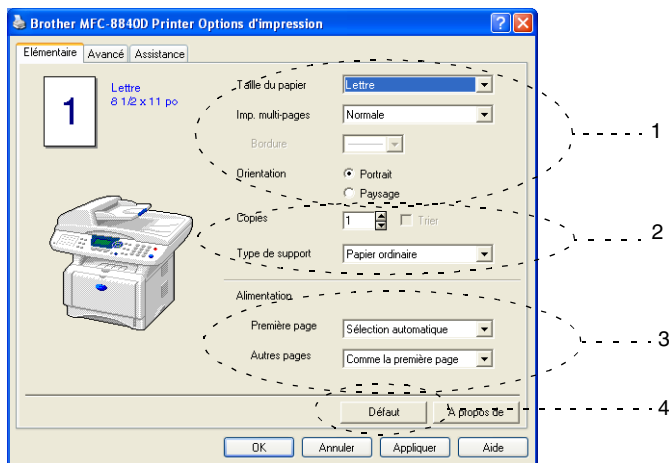 Brother MFC-8840D Printer Options d'impression
Elémentaire Avancé Assistance
1
Lettre
8 1/2 x 11 po
Taille du papier Lettre
Imp. multi-pages Normale
Bordure
Orientation Portrait
Paysage
1
Copies 1 Trier
2
Type de support Papier ordinaire
Alimentation
Première page Sélection automatique
3
Autres pages Comme la première page
Défaut A propos de
4
OK Annuler Appliquer Aide